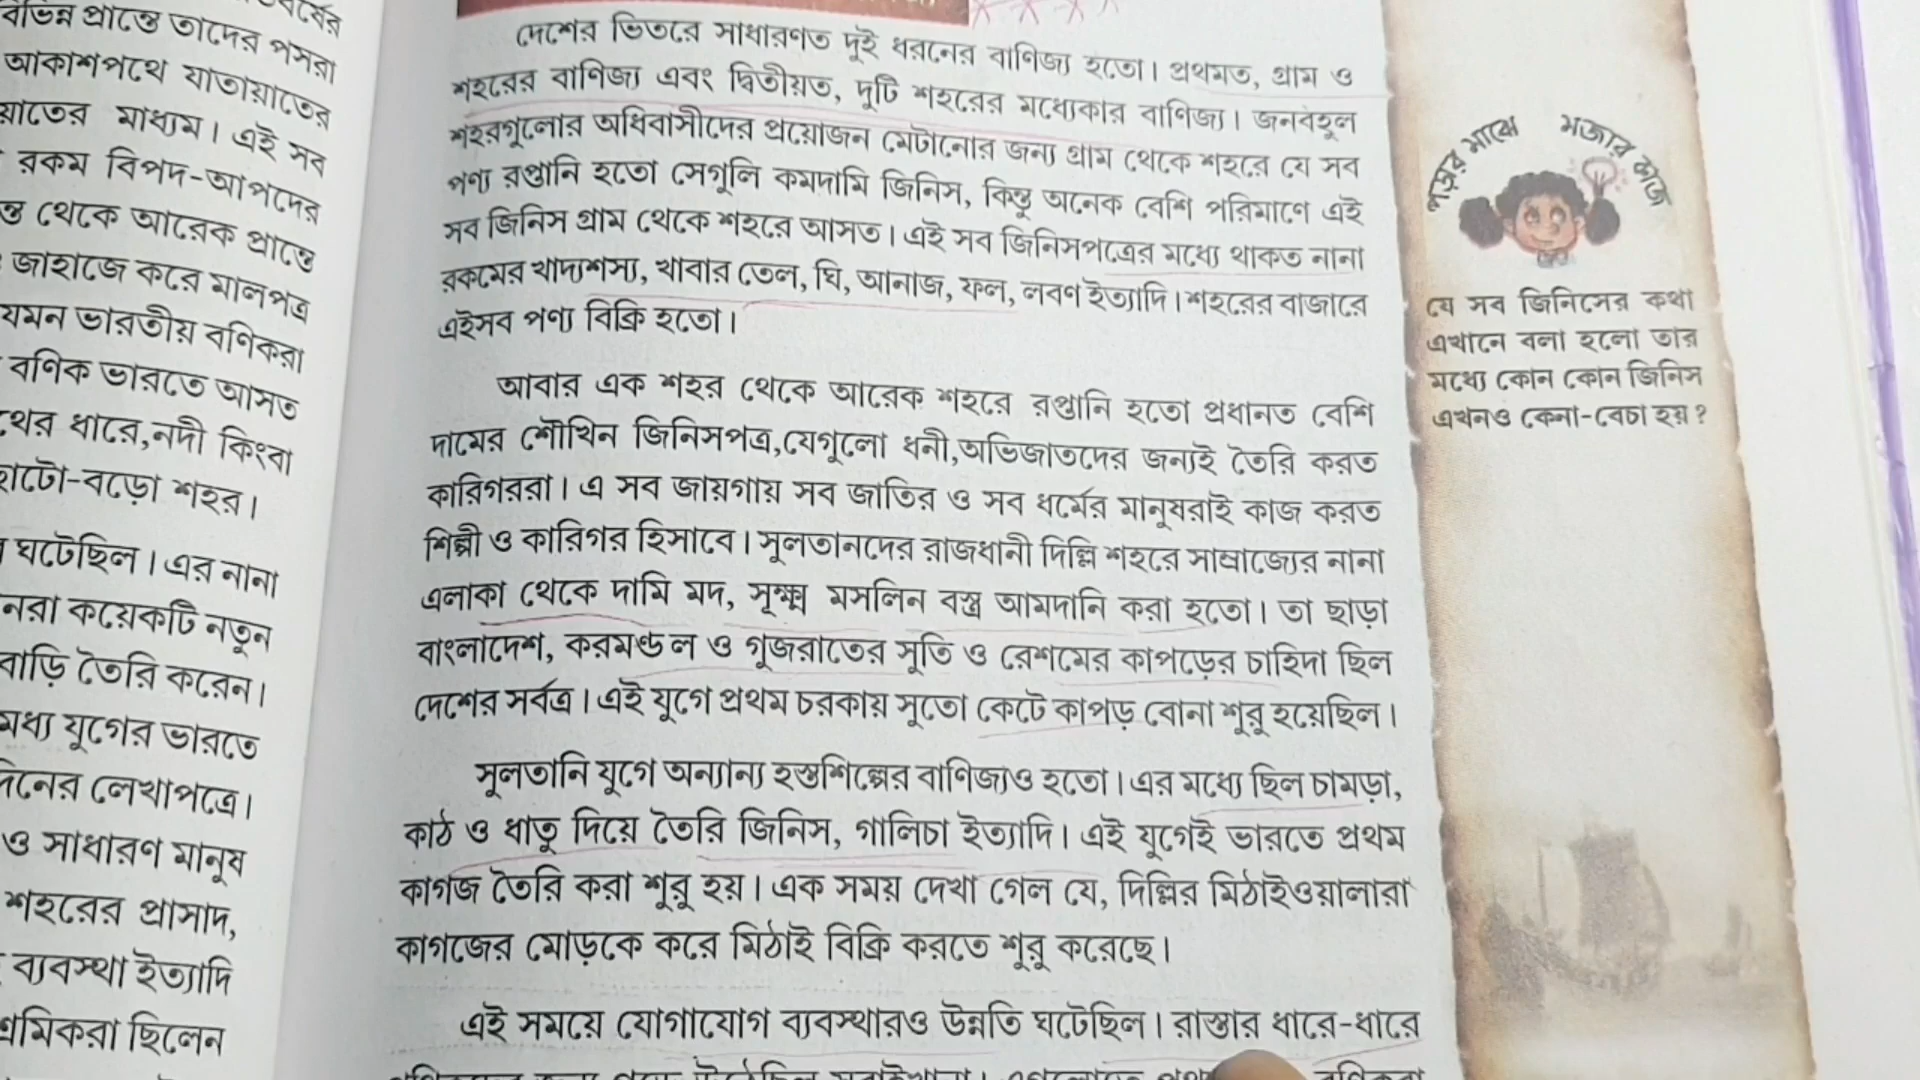 প্রান্তে তাদের পসরা
আকাশপথে যাতায়াতের
মাধ্যম। এই সব
রকম বিপদ-আপদের
থেকে আরেক প্রান্তে
জাহাজে করে মালপত্র
ভারতীয় বণিকরা
বণিক ভারতে আসত
ধারে, নদী কিংবা
শহর।
ঘটেছিল। এর নানা
কয়েকটি নতুন
তৈরি করেন।
যুগের ভারতে
লেখাপত্রে।
ও সাধারণ মানুষ
শহরের প্রাসাদ,
ব্যবস্থা ইত্যাদি
ছিলেন
দেশের ভিতরে সাধারণত দুই ধরনের বাণিজ্য হতো। প্রথমত, গ্রাম ও
শহরের বাণিজ্য এবং দ্বিতীয়ত, দুটি শহরের মধ্যেকার বাণিজ্য। জনবহুল
শহরগুলোর অধিবাসীদের প্রয়োজন মেটানোর জন্য গ্রাম থেকে শহরে যে সব
পণ্য রপ্তানি হতো সেগুলি কমদামি জিনিস, কিন্তু অনেক বেশি পরিমাণে এই
সব জিনিস গ্রাম থেকে শহরে আসত। এই সব জিনিসপত্রের মধ্যে থাকত নানা
রকমের খাদ্যশস্য, খাবার তেল, ঘি, আনাজ, ফল, লবণ ইত্যাদি। শহরের বাজারে
এইসব পণ্য বিক্রি হতো।
আবার এক শহর থেকে আরেক শহরে রপ্তানি হতো প্রধানত বেশি
দামের শৌখিন জিনিসপত্র,যেগুলো ধনী,অভিজাতদের জন্যই তৈরি করত
কারিগররা। এ সব জায়গায় সব জাতির ও সব ধর্মের মানুষরাই কাজ করত
শিল্পী ও কারিগর হিসাবে। সুলতানদের রাজধানী দিল্লি শহরে সাম্রাজ্যের নানা
এলাকা থেকে দামি মদ, সূক্ষ্ম মসলিন বস্ত্র আমদানি করা হতো। তা ছাড়া
বাংলাদেশ, করমণ্ডল ও গুজরাতের সুতি ও রেশমের কাপড়ের চাহিদা ছিল
দেশের সর্বত্র। এই যুগে প্রথম চরকায় সুতো কেটে কাপড় বোনা শুরু হয়েছিল।
সুলতানি যুগে অন্যান্য হস্তশিল্পের বাণিজ্যও হতো। এর মধ্যে ছিল চামড়া,
কাঠ ও ধাতু দিয়ে তৈরি জিনিস, গালিচা ইত্যাদি। এই যুগেই ভারতে প্রথম
কাগজ তৈরি করা শুরু হয়। এক সময় দেখা গেল যে, দিল্লির মিঠাইওয়ালারা
কাগজের মোড়কে করে মিঠাই বিক্রি করতে শুরু করেছে।
এই সময়ে যোগাযোগ ব্যবস্থারও উন্নতি ঘটেছিল। রাস্তার ধারে-ধারে
পড়ার মাঝে মজার কাজ
যে সব জিনিসের কথা
এখানে বলা হলো তার
মধ্যে কোন কোন জিনিস
এখনও কেনা-বেচা হয়?